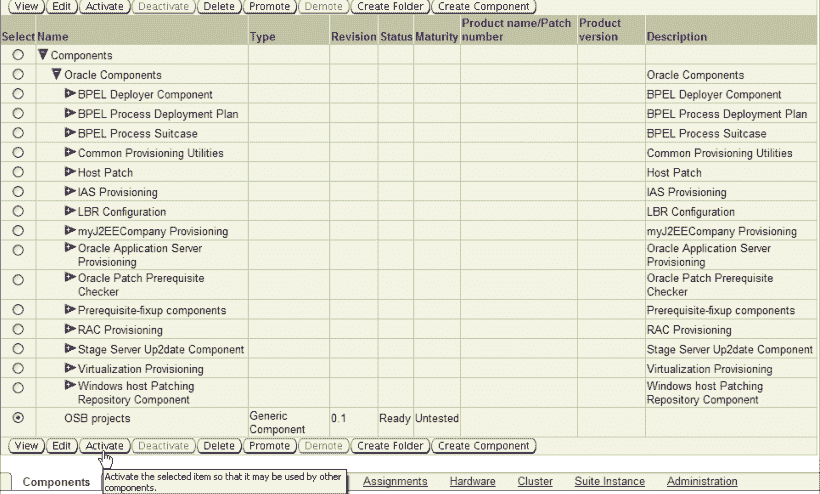 View Edit Activate Deactivate Delete Promote Demote Create Folder Create Component
Product name/Patch Product
Select Name Type Revision Status Maturity number version Description
Components
Oracle Components Oracle Components
BPEL Deployer Component BPEL Deployer Component
BPEL Process Deployment Plan BPEL Process Deployment Plan
BPEL Process Suitcase BPEL Process Suitcase
Common Provisioning Utilities Common Provisioning Utilities
Host Patch Host Patch
IAS Provisioning IAS Provisioning
LBR Configuration LBR Configuration
myJ2EECompany Provisioning myJ2EECompany Provisioning
Oracle Application Server Oracle Application Server
Provisioning Provisioning
Oracle Patch Prerequisite Oracle Patch Prerequisite
Checker Checker
Prerequisite-fixup components Prerequisite-fixup components
RAC Provisioning RAC Provisioning
Stage Server Up2date Component Stage Server Up2date Component
Virtualization Provisioning Virtualization Provisioning
Windows host Patching Windows host Patching
Repository Component Repository Component
OSB projects Generic 0.1 Ready Untested
Component
View Edit Activate Deactivate Delete Promote Demote Create Folder Create Component
Activate the selected item so that it may be used by other
components.
Components Assignments Hardware Cluster Suite Instance Administration